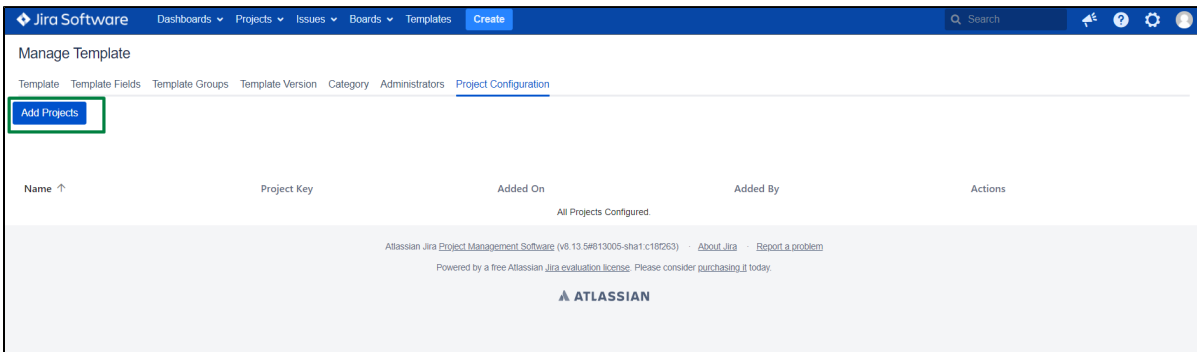 Jira Software Dashboards Projects Issues Boards Templates Create Search
Manage Template
Template Template Fields Template Groups Template Version Category Administrators Project Configuration
Add Projects
Name ↑ Project Key Added On Added By Actions
All Projects Configured.
Atlassian Jira Project Management Software (v8.13.5#813005-sha1:c18f263) · About Jira · Report a problem
Powered by a free Atlassian Jira evaluation license. Please consider purchasing it today.
ATLASSIAN